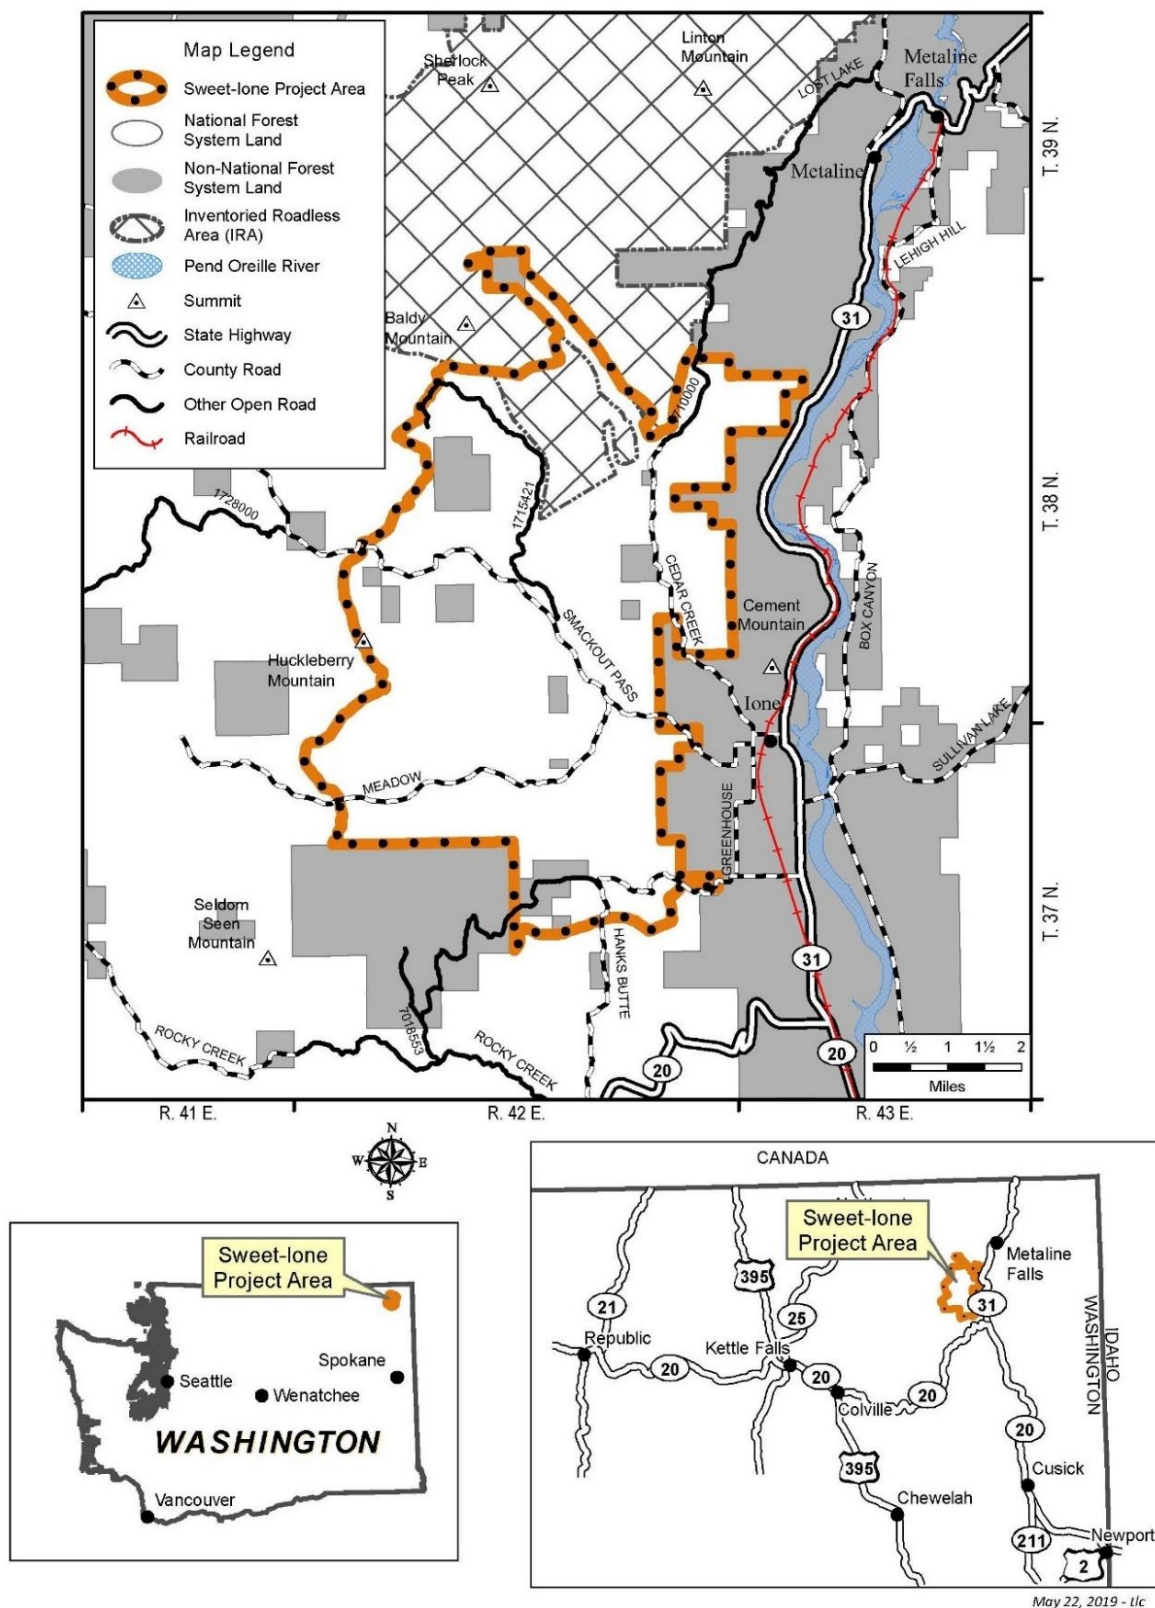 Map Legend
Sweet-Ione Project Area
National Forest
System Land
Non-National Forest
System Land
Inventoried Roadless
Area (IRA)
Pend Oreille River
Summit
State Highway
County Road
Other Open Road
Railroad
Sherlock
Peak
Linton
Mountain
LOST LAKE
Metaline
Falls
Metaline
LEHIGH HILL
T. 39 N.
Baldy
Mountain
31
1710000
1728000
1715421
T. 38 N.
CEDAR CREEK
SMACKOUT PASS
Cement
Mountain
BOX CANYON
Huckleberry
Mountain
Ione
SULLIVAN LAKE
MEADOW
GREENHOUSE
Seldom
Seen
Mountain
HANKS BUTTE
31
T. 37 N.
7018553
ROCKY CREEK
ROCKY CREEK
20
20
0 ½ 1 1½ 2
Miles
R. 41 E.
R. 42 E.
R. 43 E.
N
W E
S
Sweet-Ione
Project Area
Seattle
Wenatchee
Spokane
WASHINGTON
Vancouver
CANADA
Sweet-Ione
Project Area
Metaline
Falls
395
21
25
31
Republic
Kettle Falls
20
20
Colville
20
20
IDAHO
WASHINGTON
395
Cusick
Chewelah
211
Newport
2
May 22, 2019 - tlc